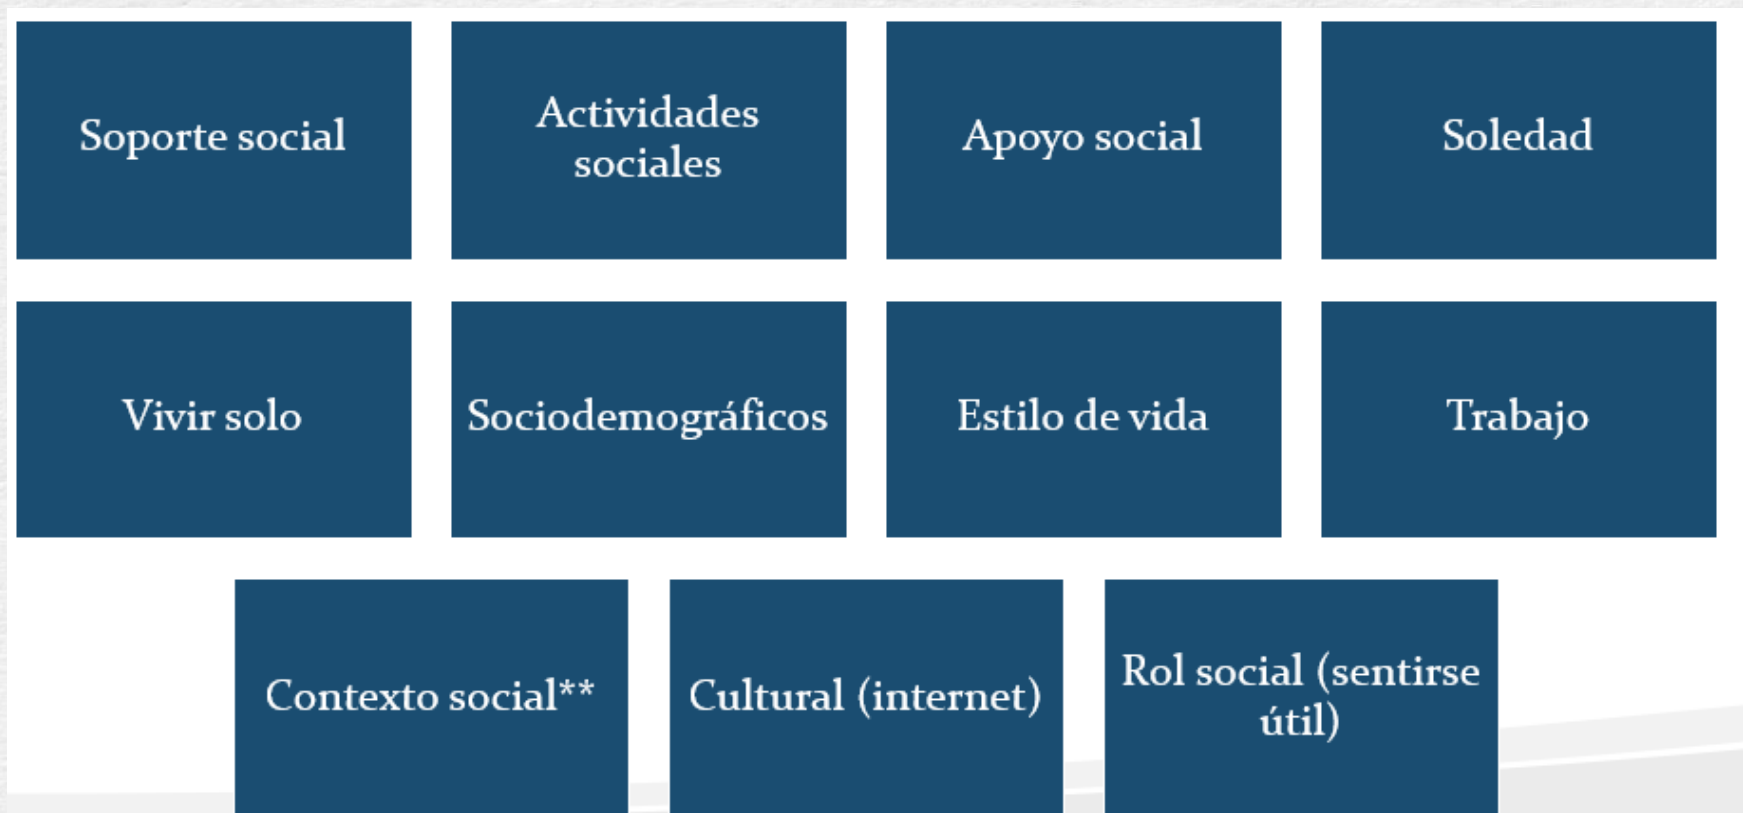 Soporte social
Actividades
sociales
Apoyo social
Soledad
Vivir solo
Sociodemográficos
Estilo de vida
Trabajo
Contexto social**
Cultural (internet)
Rol social (sentirse
útil)